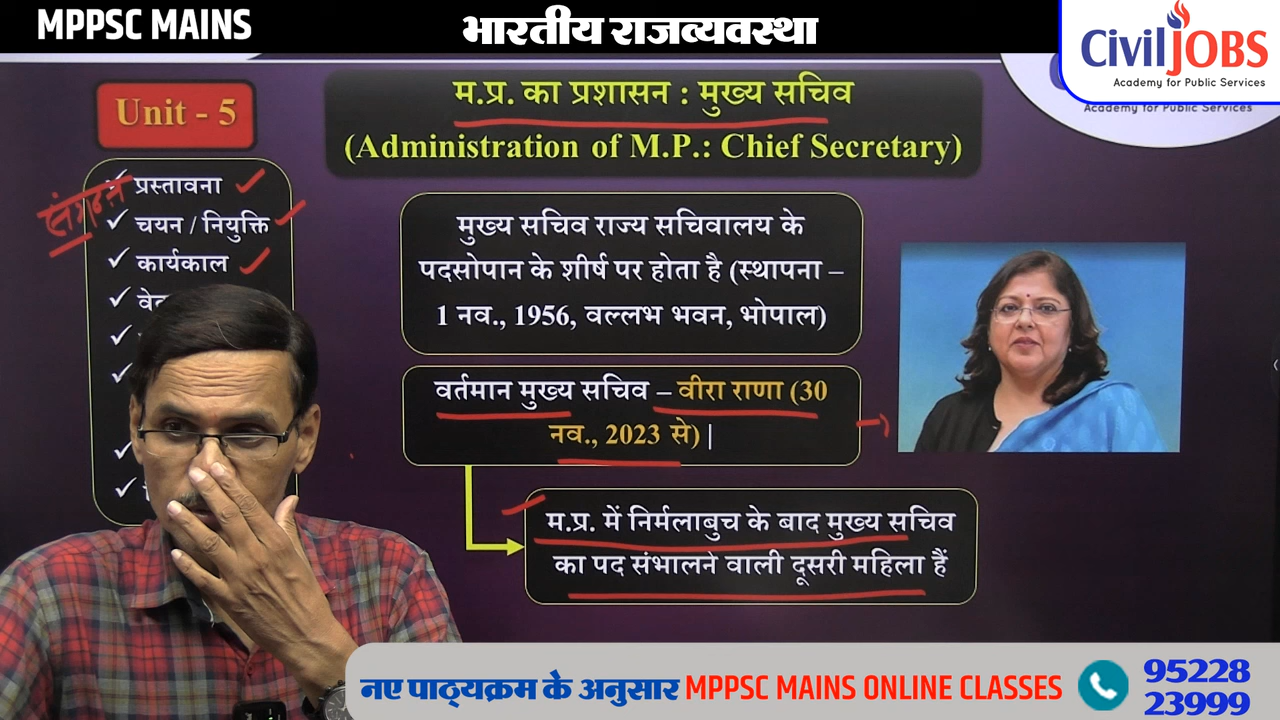 MPPSC MAINS
भारतीय राजव्यवस्था
CivilJOBS
Academy for Public Services
Academy for Public Services
Unit - 5
म.प्र. का प्रशासन : मुख्य सचिव
(Administration of M.P.: Chief Secretary)
✓ प्रस्तावना
संगठन
✓ चयन / नियुक्ति
✓ कार्यकाल
मुख्य सचिव राज्य सचिवालय के
पदसोपान के शीर्ष पर होता है (स्थापना –
1 नव., 1956, वल्लभ भवन, भोपाल)
वर्तमान मुख्य सचिव – वीरा राणा (30
नव., 2023 से) |
म.प्र. में निर्मलाबुच के बाद मुख्य सचिव
का पद संभालने वाली दूसरी महिला हैं
नए पाठ्यक्रम के अनुसार MPPSC MAINS ONLINE CLASSES
95228
23999